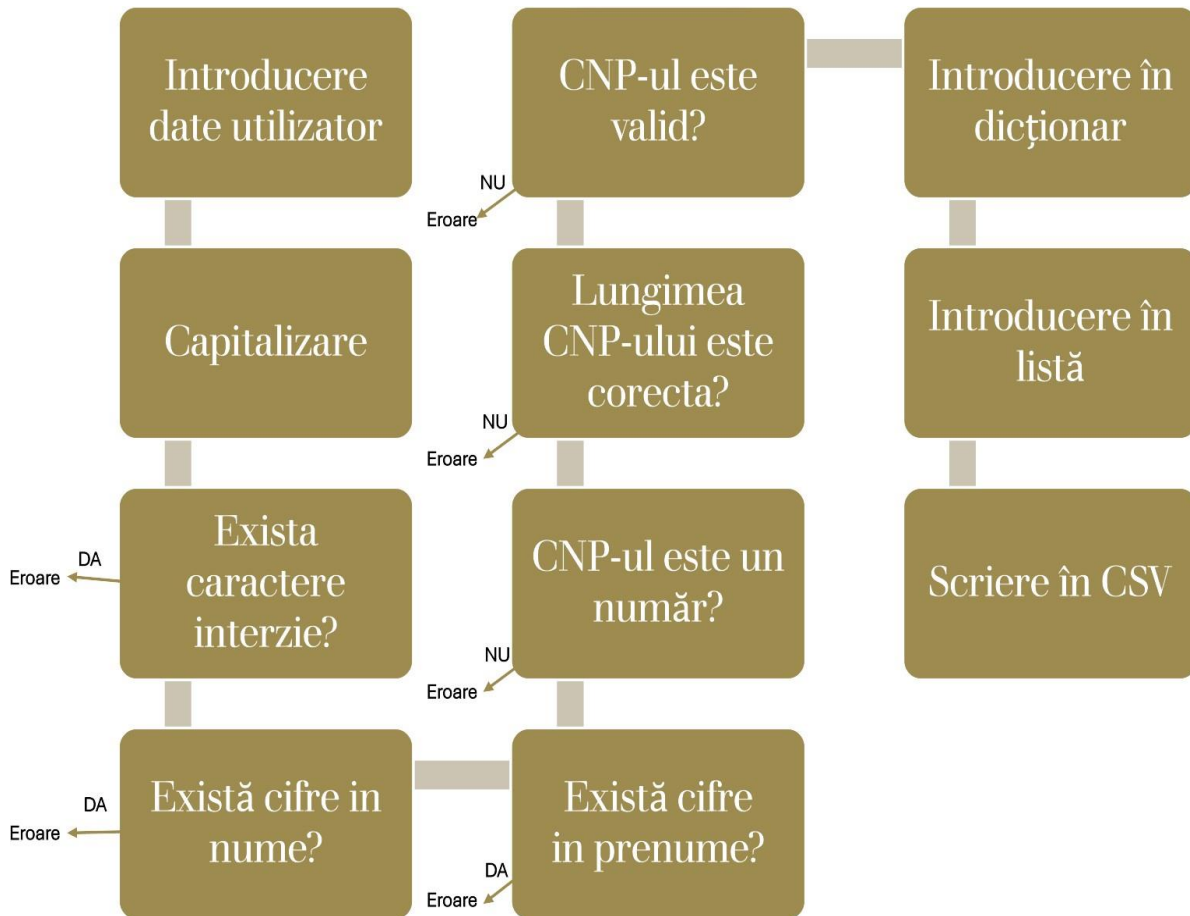 Introducere
date utilizator
Capitalizare
Exista
caractere
interzie?
DA
Eroare
Există cifre in
nume?
DA
Eroare
Există cifre
in prenume?
DA
Eroare
CNP-ul este un
număr?
NU
Eroare
Lungimea
CNP-ului este
corecta?
NU
Eroare
CNP-ul este
valid?
NU
Eroare
Introducere în
dicționar
Introducere în
listă
Scriere în CSV